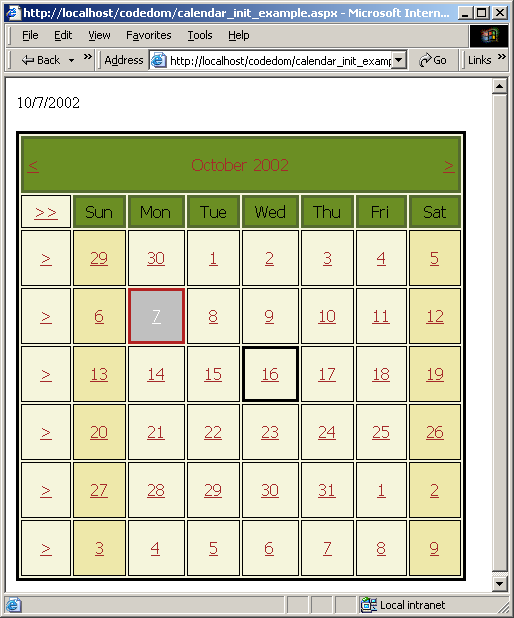 http://localhost/codedom/calendar_init_example.aspx - Microsoft Intern...
File Edit View Favorites Tools Help
Back » Address http://localhost/codedom/calendar_init_examp Go Links »
10/7/2002
< October 2002 >
>> Sun Mon Tue Wed Thu Fri Sat
> 29 30 1 2 3 4 5
> 6 7 8 9 10 11 12
> 13 14 15 16 17 18 19
> 20 21 22 23 24 25 26
> 27 28 29 30 31 1 2
> 3 4 5 6 7 8 9
Local intranet